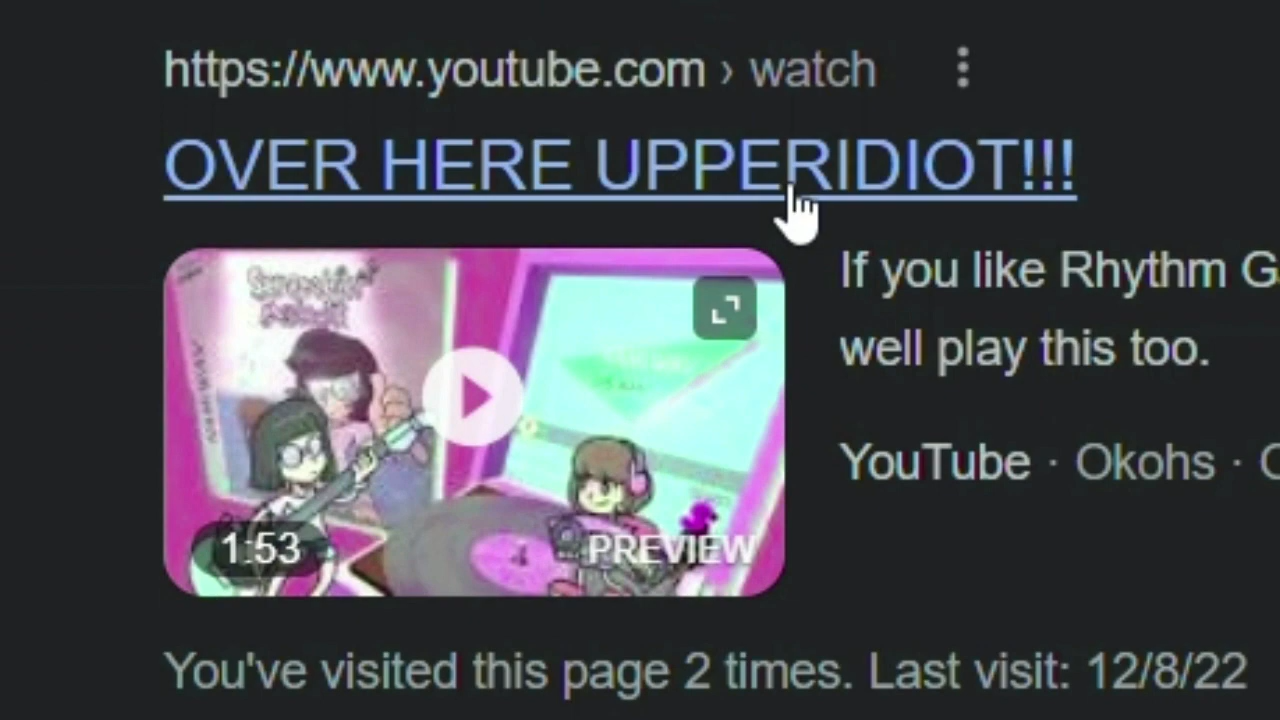 https://www.youtube.com › watch
OVER HERE UPPERIDIOT!!!
If you like Rhythm G
well play this too.
YouTube · Okohs ·
1:53
PREVIEW
You've visited this page 2 times. Last visit: 12/8/22